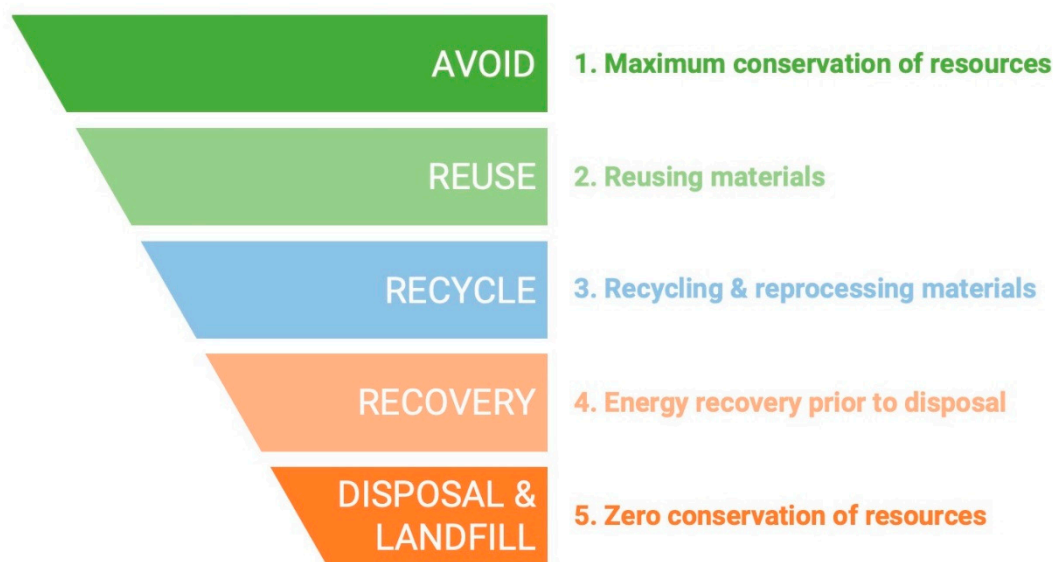 AVOID
1. Maximum conservation of resources
REUSE
2. Reusing materials
RECYCLE
3. Recycling & reprocessing materials
RECOVERY
4. Energy recovery prior to disposal
DISPOSAL &
LANDFILL
5. Zero conservation of resources